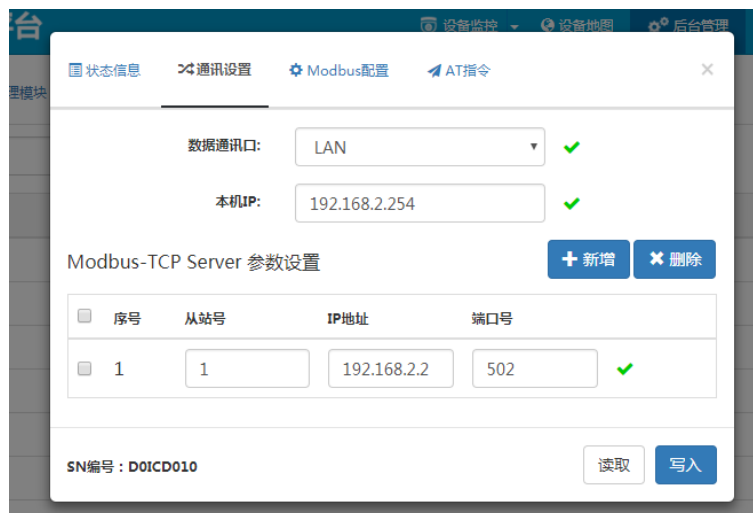 台
设备监控 设备地图 后台管理
理模块
状态信息 通讯设置 Modbus配置 AT指令 ×
数据通讯口: LAN
本机IP: 192.168.2.254
Modbus-TCP Server 参数设置 新增 删除
序号 从站号 IP地址 端口号
1 1 192.168.2.2 502
SN编号：D0ICD010 读取 写入